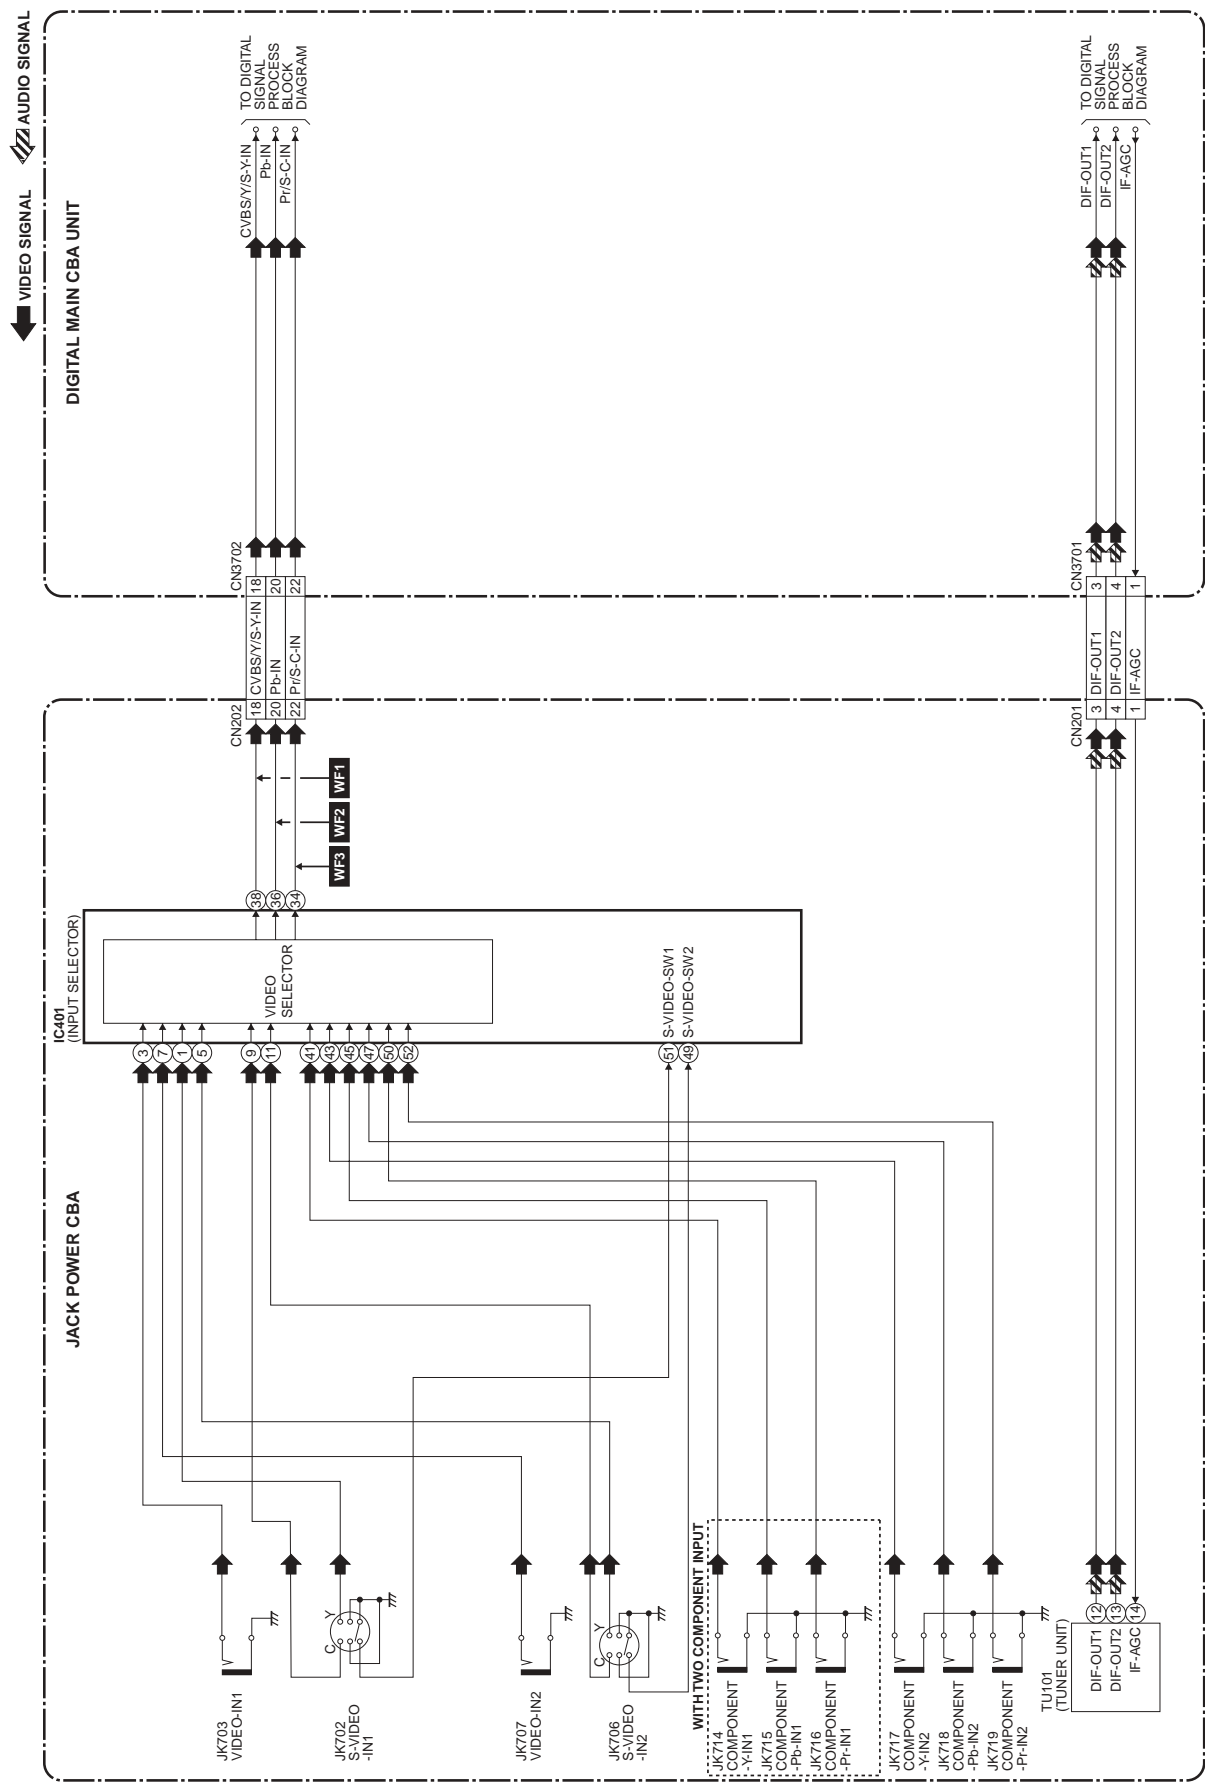 VIDEO SIGNAL
AUDIO SIGNAL
JACK POWER CBA
JK703
VIDEO-IN1
JK702
S-VIDEO
-IN1
C
Y
JK707
VIDEO-IN2
JK706
S-VIDEO
-IN2
C
Y
WITH TWO COMPONENT INPUT
JK714
COMPONENT
-Y-IN1
JK715
COMPONENT
-Pb-IN1
JK716
COMPONENT
-Pr-IN1
JK717
COMPONENT
-Y-IN2
JK718
COMPONENT
-Pb-IN2
JK719
COMPONENT
-Pr-IN2
TU101
(TUNER UNIT)
DIF-OUT1 12
DIF-OUT2 13
IF-AGC 14
IC401
(INPUT SELECTOR)
3
7
1
5
9
11
41
43
45
47
50
52
VIDEO
SELECTOR
51 S-VIDEO-SW1
49 S-VIDEO-SW2
38
36
34
WF3
WF2
WF1
CN202
18 CVBS/Y/S-Y-IN 18
20 Pb-IN 20
22 Pr/S-C-IN 22
CN3702
CN201
3 DIF-OUT1 3
4 DIF-OUT2 4
1 IF-AGC 1
CN3701
DIGITAL MAIN CBA UNIT
CVBS/Y/S-Y-IN
Pb-IN
Pr/S-C-IN
TO DIGITAL
SIGNAL
PROCESS
BLOCK
DIAGRAM
DIF-OUT1
DIF-OUT2
IF-AGC
TO DIGITAL
SIGNAL
PROCESS
BLOCK
DIAGRAM